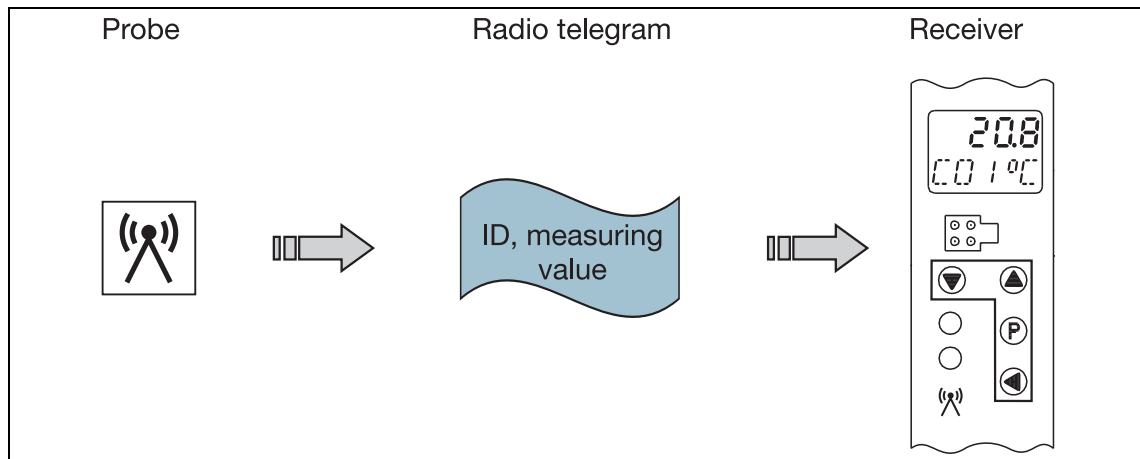 Probe
Radio telegram
Receiver
ID, measuring
value
20.8
C01°C
P